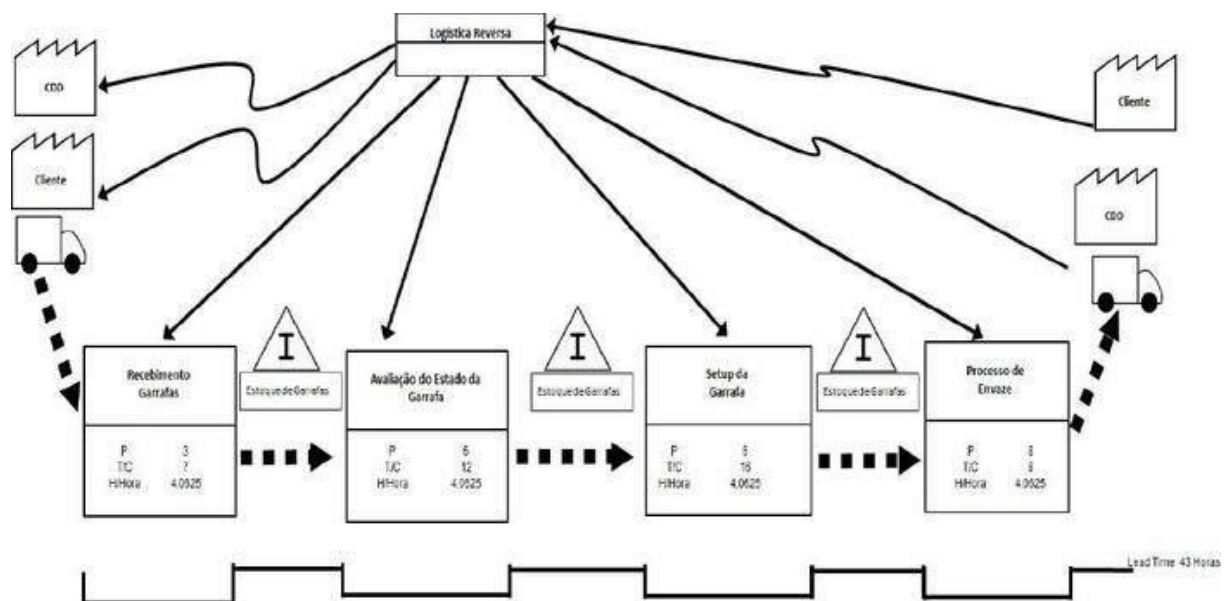 Logística Reversa
CDD
Cliente
Cliente
CDD
I
Estoque de Garrafas
I
Estoque de Garrafas
I
Estoque de Garrafas
Recebimento
Garrafas
P 3
T/C 7
H/Hora 4.0625
Avaliação do Estado da
Garrafa
P 6
T/C 12
H/Hora 4.0625
Setup da
Garrafa
P
T/C 16
H/Hora 4.0625
Processo de
Envaze
P 8
T/C 8
H/Hora 4.0625
Lead Time 43 Horas